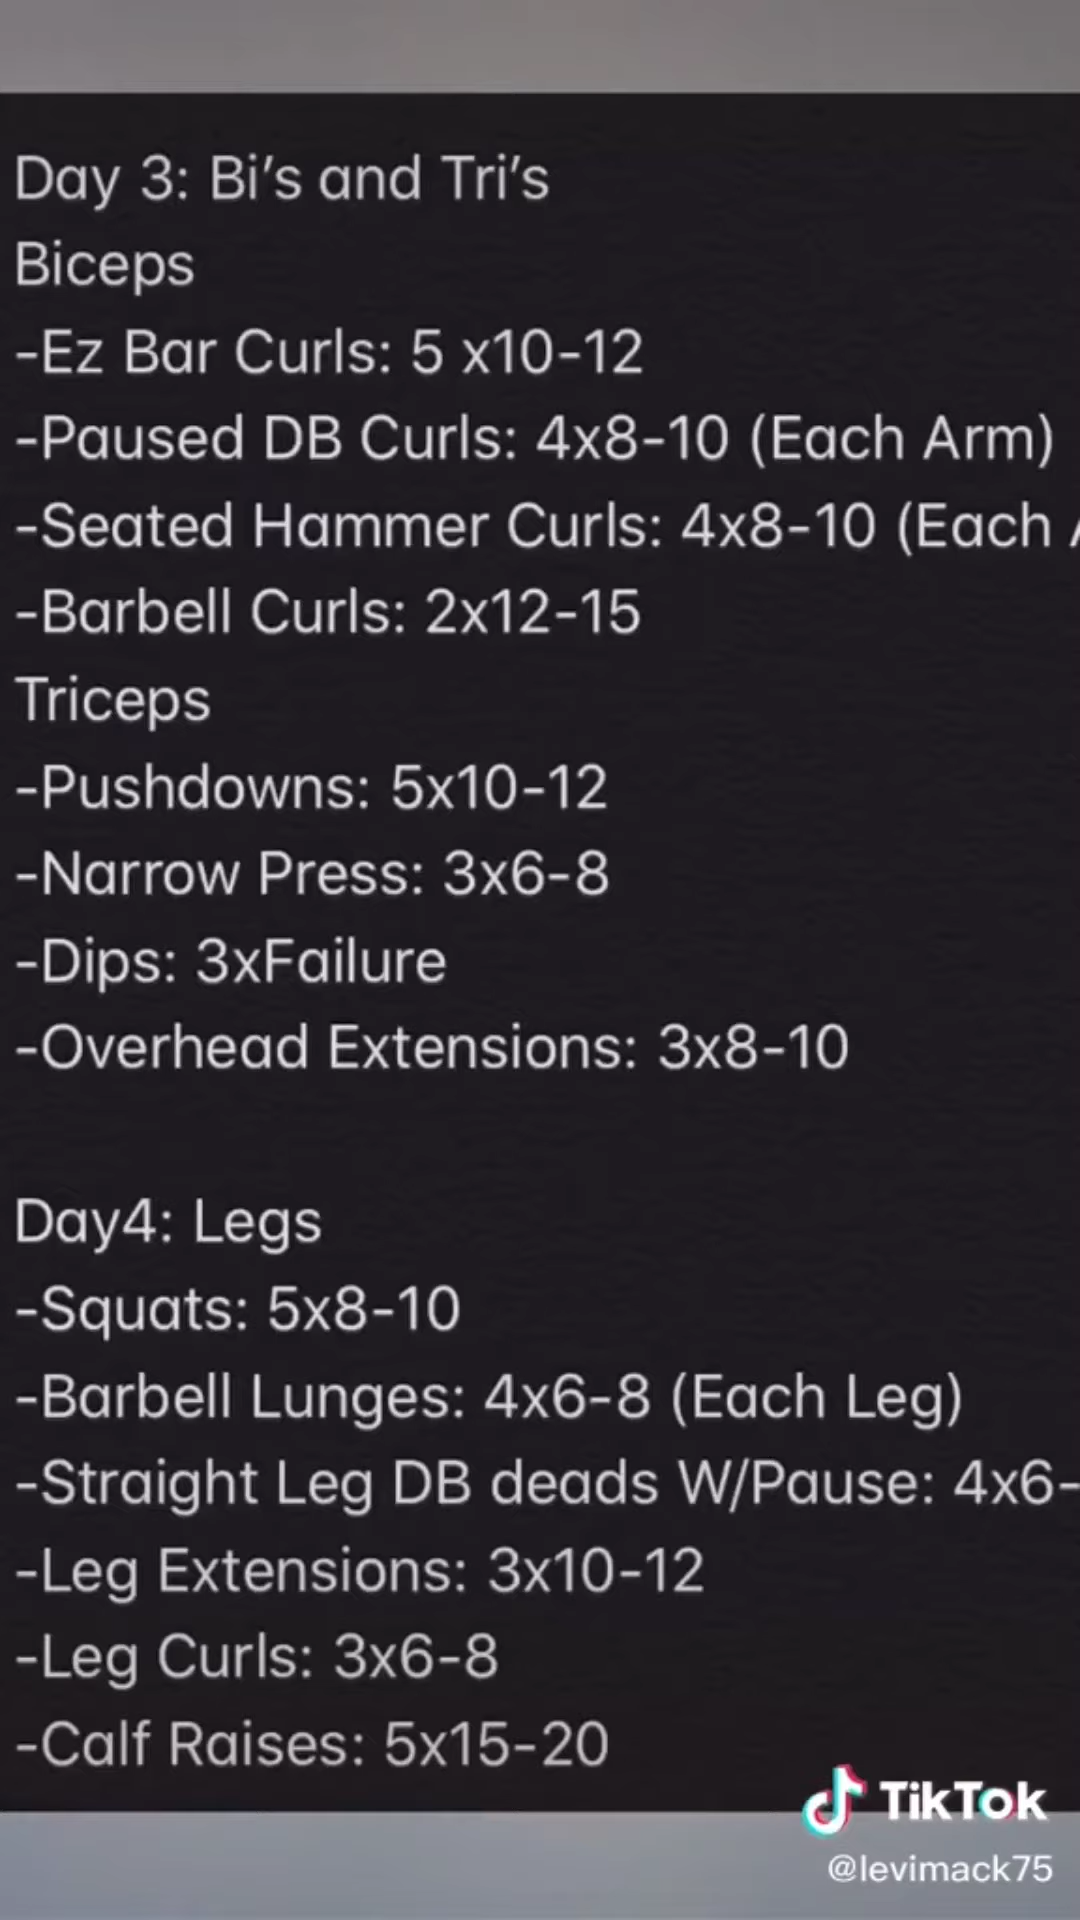 Day 3: Bi’s and Tri’s
Biceps
-Ez Bar Curls: 5 x10-12
-Paused DB Curls: 4x8-10 (Each Arm)
-Seated Hammer Curls: 4x8-10 (Each
-Barbell Curls: 2x12-15
Triceps
-Pushdowns: 5x10-12
-Narrow Press: 3x6-8
-Dips: 3xFailure
-Overhead Extensions: 3x8-10
Day4: Legs
-Squats: 5x8-10
-Barbell Lunges: 4x6-8 (Each Leg)
-Straight Leg DB deads W/Pause: 4x6-
-Leg Extensions: 3x10-12
-Leg Curls: 3x6-8
-Calf Raises: 5x15-20
TikTok
@levimack75